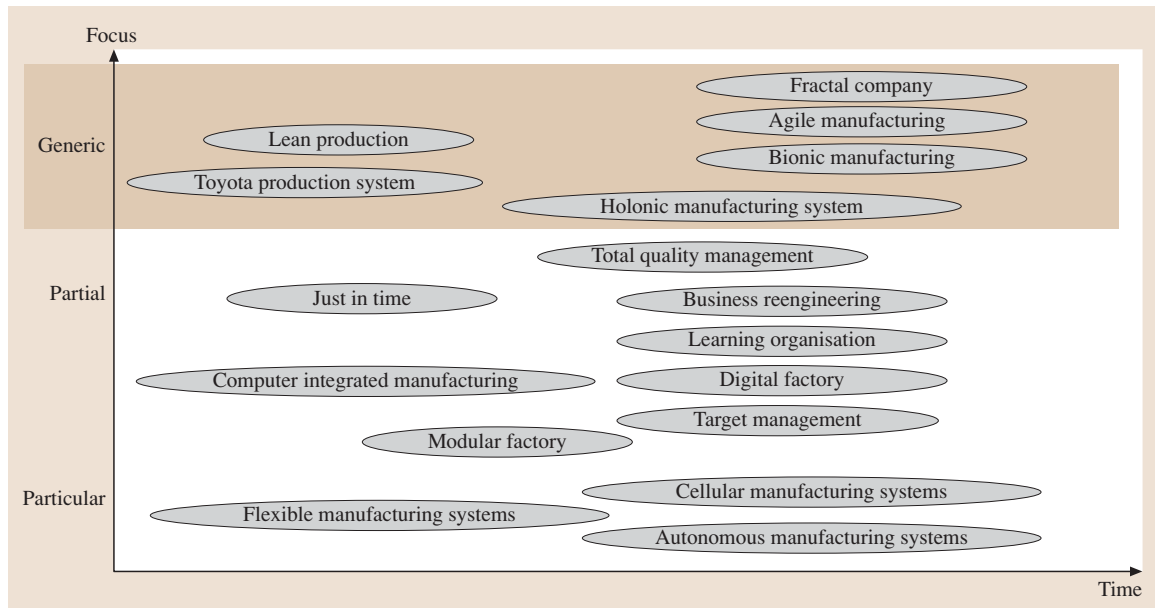 Focus
Fractal company
Agile manufacturing
Generic
Lean production
Bionic manufacturing
Toyota production system
Holonic manufacturing system
Total quality management
Partial
Just in time
Business reengineering
Learning organisation
Computer integrated manufacturing
Digital factory
Target management
Modular factory
Particular
Cellular manufacturing systems
Flexible manufacturing systems
Autonomous manufacturing systems
Time